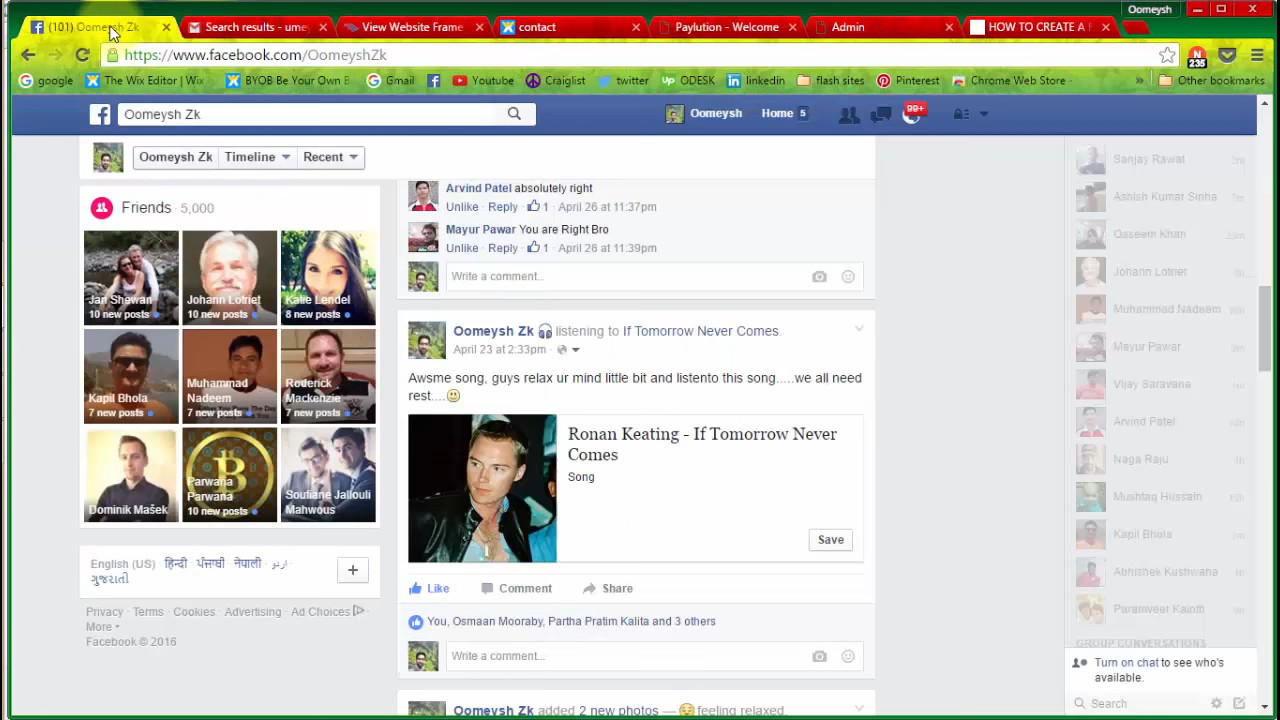 Oomeysh
(101) Oomeysh Zk
Search results - ume
View Website Frame
contact
Paylution - Welcome
Admin
HOW TO CREATE A F
https://www.facebook.com/OomeyshZk
N
235
google
The Wix Editor | Wix
BYOB Be Your Own B
Gmail
Youtube
Craiglist
twitter
Up ODESK
linkedin
flash sites
Pinterest
Chrome Web Store -
»
Other bookmarks
Oomeysh Zk
Oomeysh
Home 5
99+
Oomeysh Zk
Timeline
Recent
Friends · 5,000
Jan Shewan
10 new posts
Johann Lotriet
10 new posts
Katie Lendel
8 new posts
Kapil Bhola
7 new posts
Muhammad
Nadeem
7 new posts
Roderick
Mackenzie
7 new posts
Dominik Mašek
Parwana
Parwana
10 new posts
Soufiane Jallouli
Mahwous
English (US) · हिन्दी · ਪੰਜਾਬੀ · नेपाली · اردو ·
ગુજરાતી
+
Privacy · Terms · Cookies · Advertising · Ad Choices ·
More
Facebook © 2016
Arvind Patel absolutely right
Unlike · Reply · 1 · April 26 at 11:37pm
Mayur Pawar You are Right Bro
Unlike · Reply · 1 · April 26 at 11:39pm
Write a comment...
Oomeysh Zk listening to If Tomorrow Never Comes.
April 23 at 2:33pm ·
Awsme song, guys relax ur mind little bit and listento this song.....we all need
rest....
Ronan Keating - If Tomorrow Never
Comes
Song
Save
Like
Comment
Share
You, Osmaan Mooraby, Partha Pratim Kalita and 3 others
Write a comment...
Oomeysh Zk added 2 new photos — feeling relaxed.
Sanjay Rawat 2m
Ashish Kumar Sinha 7m
Qaseem Khan 23m
Johann Lotriet
Muhammad Nadeem
Mayur Pawar
Vijay Saravana
Arvind Patel
Naga Raju
Mushtaq Hussain
Kapil Bhola
Abhishek Kushwaha
Paramveer Kainth
GROUP CONVERSATIONS
Turn on chat to see who's
available.
Search